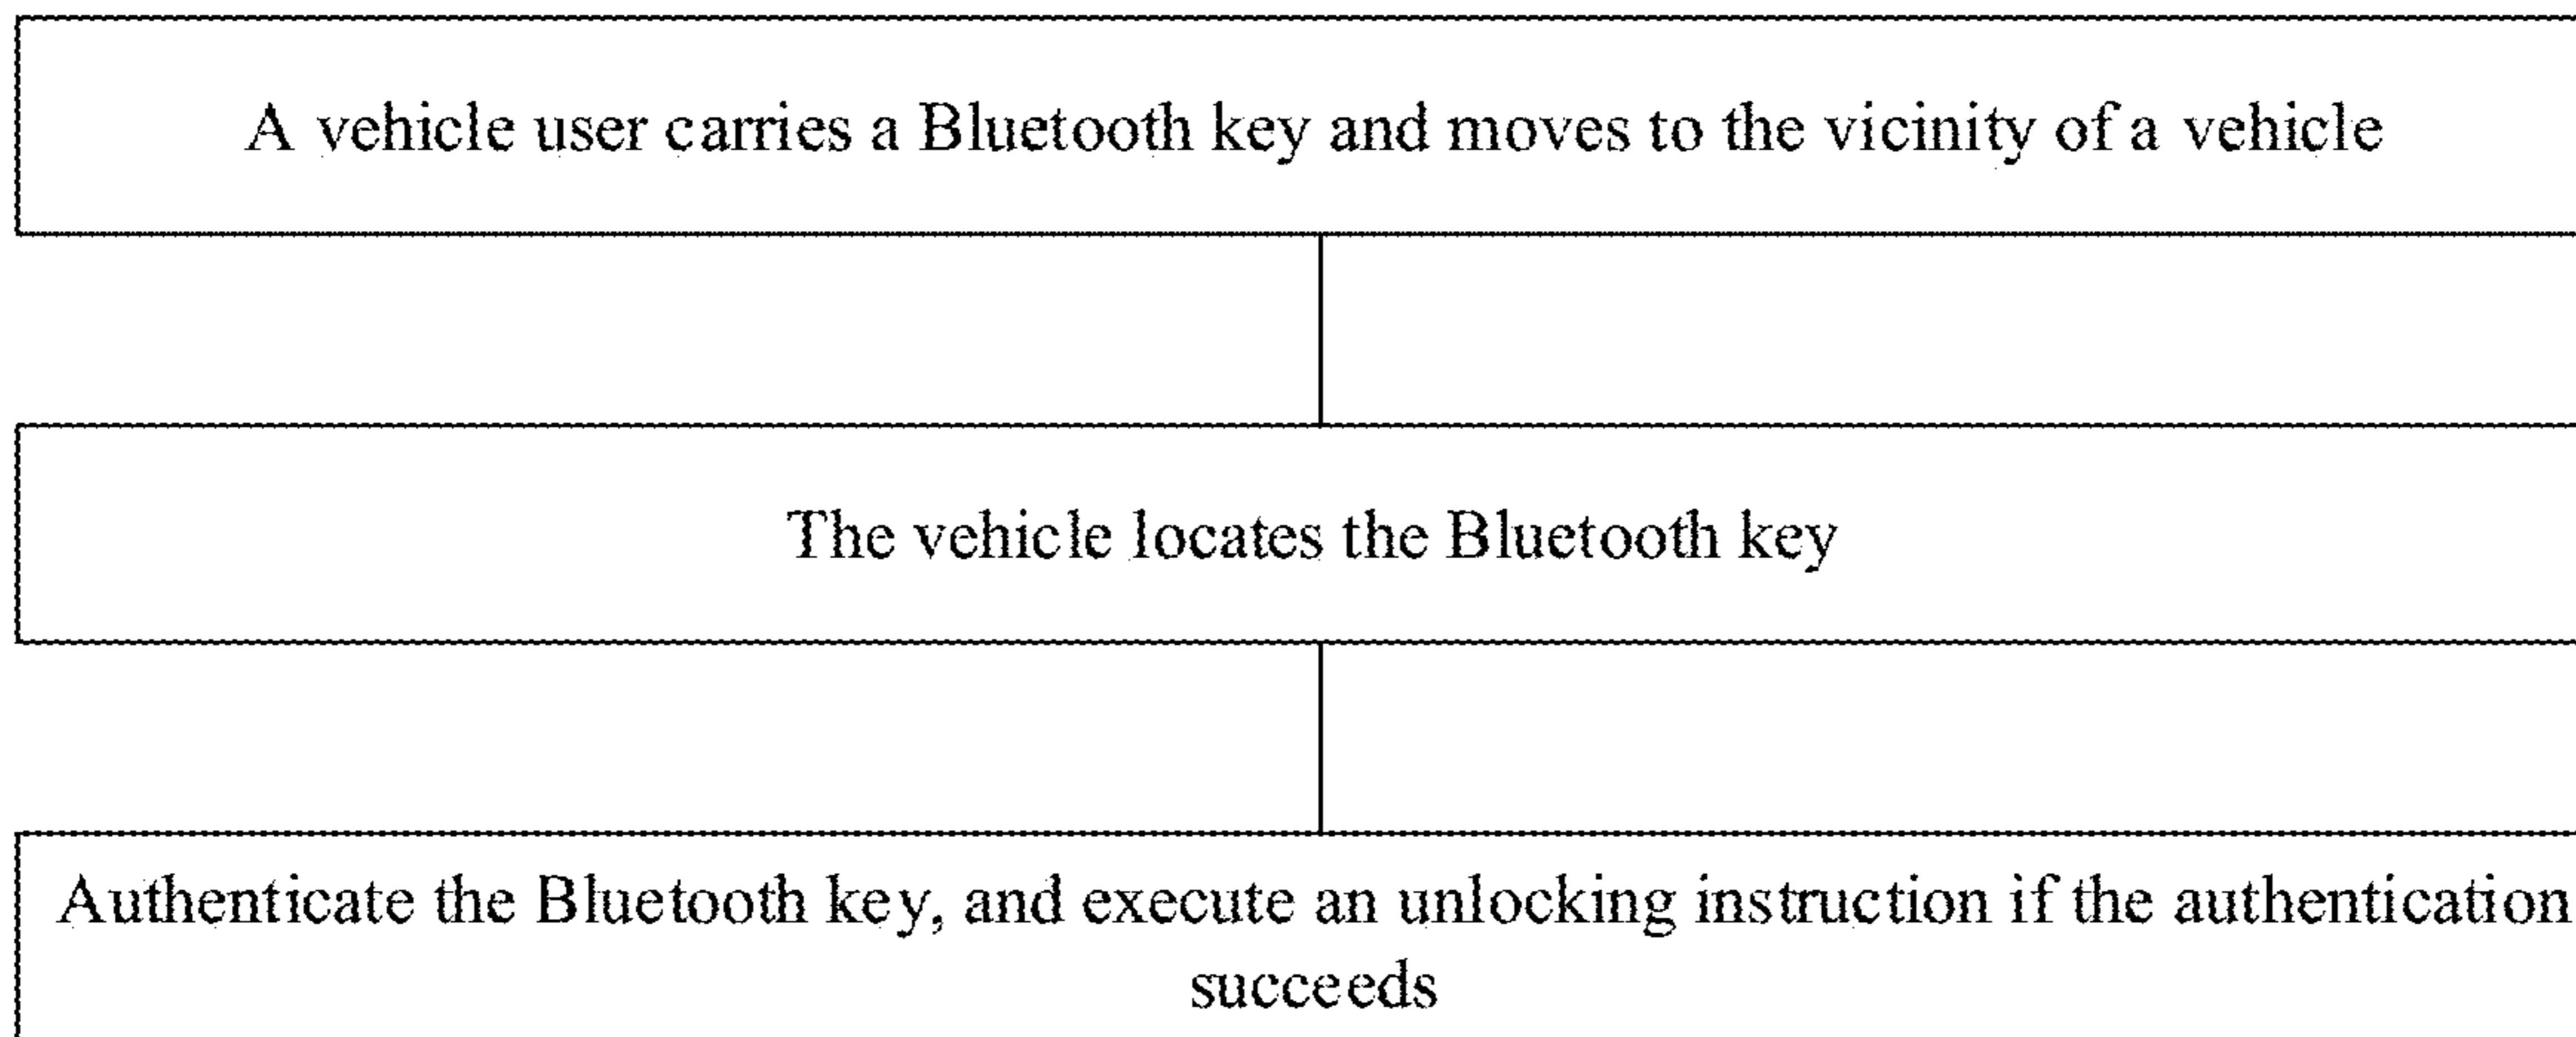 A vehicle user carries a Bluetooth key and moves to the vicinity of a vehicle
The vehicle locates the Bluetooth key
Authenticate the Bluetooth key, and execute an unlocking instruction if the authentication
succeeds